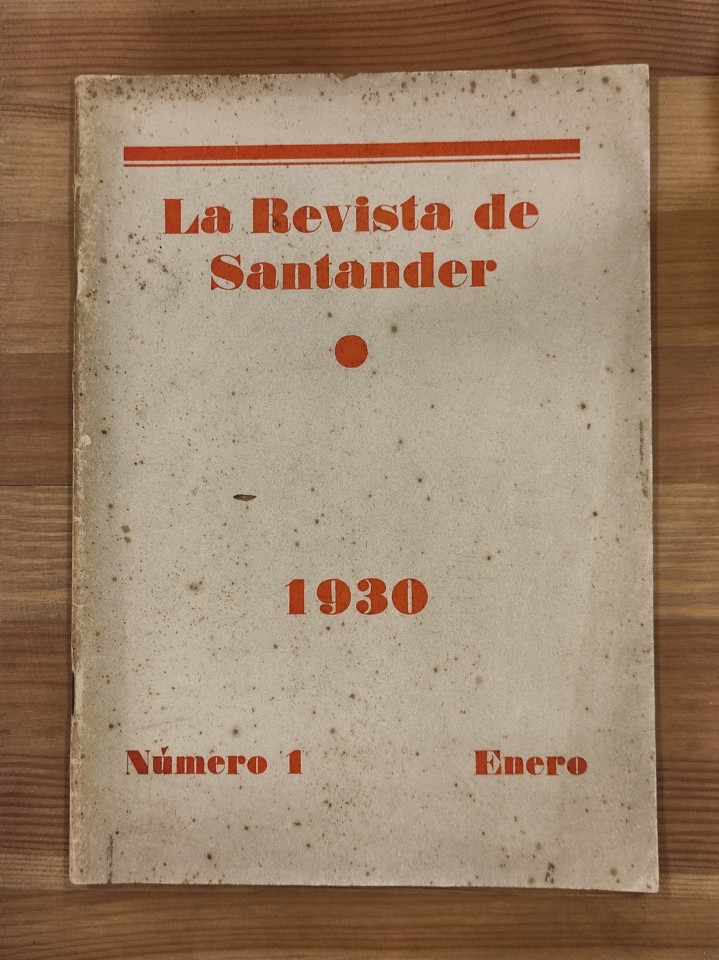 La Revista de
Santander
1930
Número 1 Enero